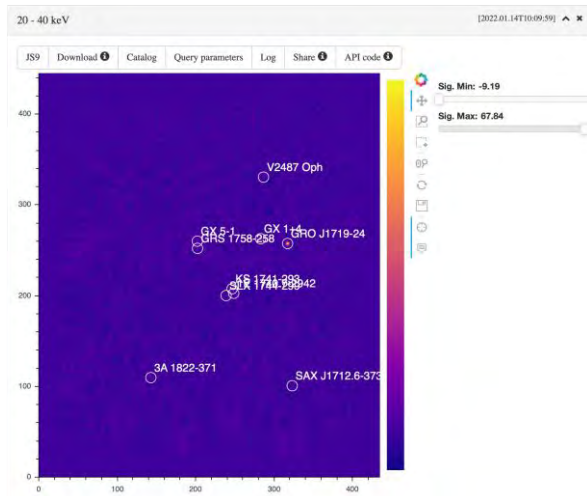 20 - 40 keV
[2022.01.14T10:09:59]
JS9 Download Catalog Query parameters Log Share API code
Sig. Min: -9.19
Sig. Max: 67.84
400
300
200
100
0
V2487 Oph
GX 5-1
GX 1+4
GRO J1719-24
GRS 1758-258
KS 1741-293
3A 1822-371
SAX J1712.6-373
0 100 200 300 400